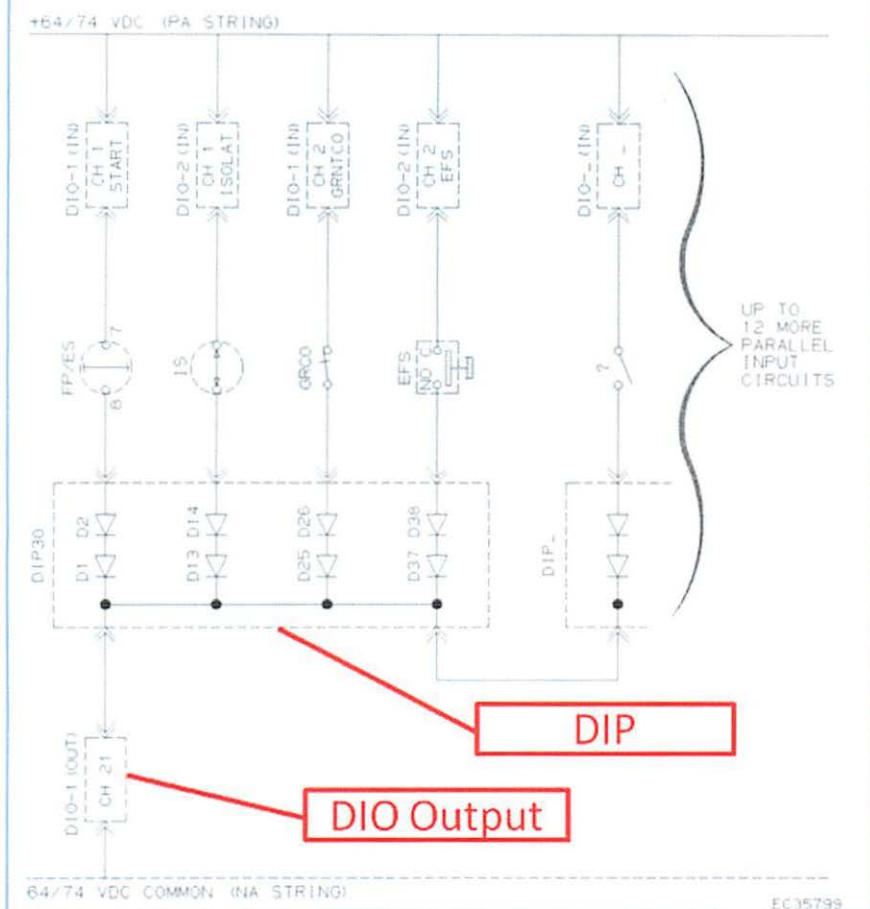 +64/74 VDC (PA STRING)
DIO-1 (IN)
CH 1
START
DIO-2 (IN)
CH 1
ISOLAT
DIO-1 (IN)
CH 2
GRNTCO
DIO-2 (IN)
CH 2
EFS
DIO-_ (IN)
CH _
UP TO
12 MORE
PARALLEL
INPUT
CIRCUITS
FP/ES
7
8
IS
GRCO
EFS
NO C
?
DIP30
D1 D2
D13 D14
D25 D26
D37 D38
DIP_
DIP
DIO-1 (OUT)
CH 21
DIO Output
64/74 VDC COMMON (NA STRING)
EC35799